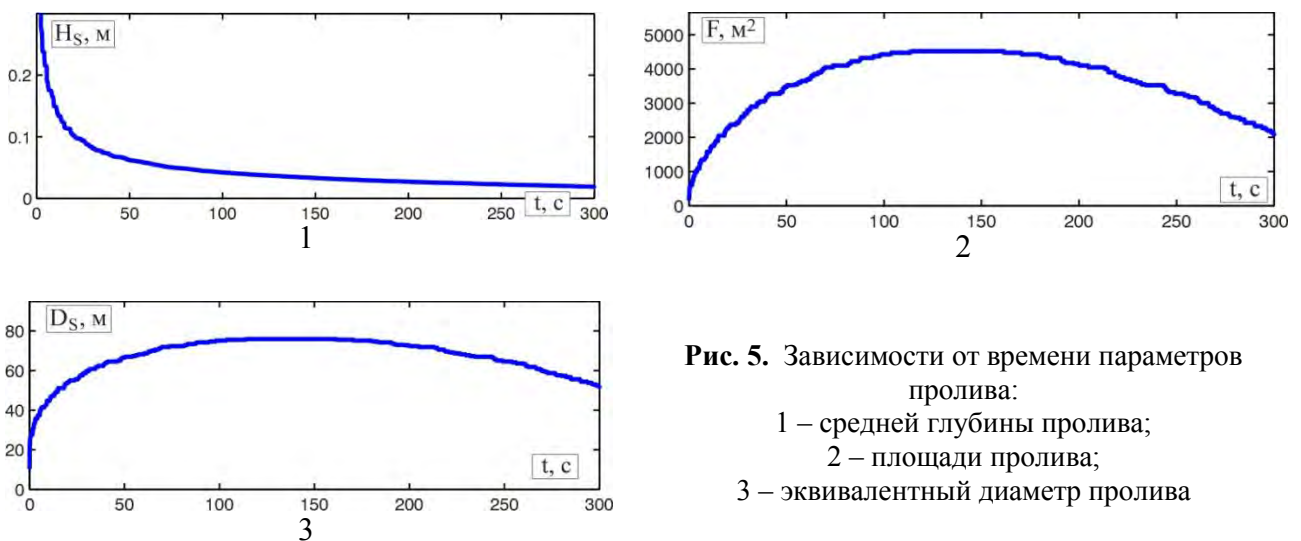 H_S, м
0.2
0.1
0
0 50 100 150 200 250 300
t, с
1
F, м²
5000
4000
3000
2000
1000
0
0 50 100 150 200 250 300
t, с
2
D_S, м
80
60
40
20
0
0 50 100 150 200 250 300
t, с
3
Рис. 5. Зависимости от времени параметров
пролива:
1 – средней глубины пролива;
2 – площади пролива;
3 – эквивалентный диаметр пролива